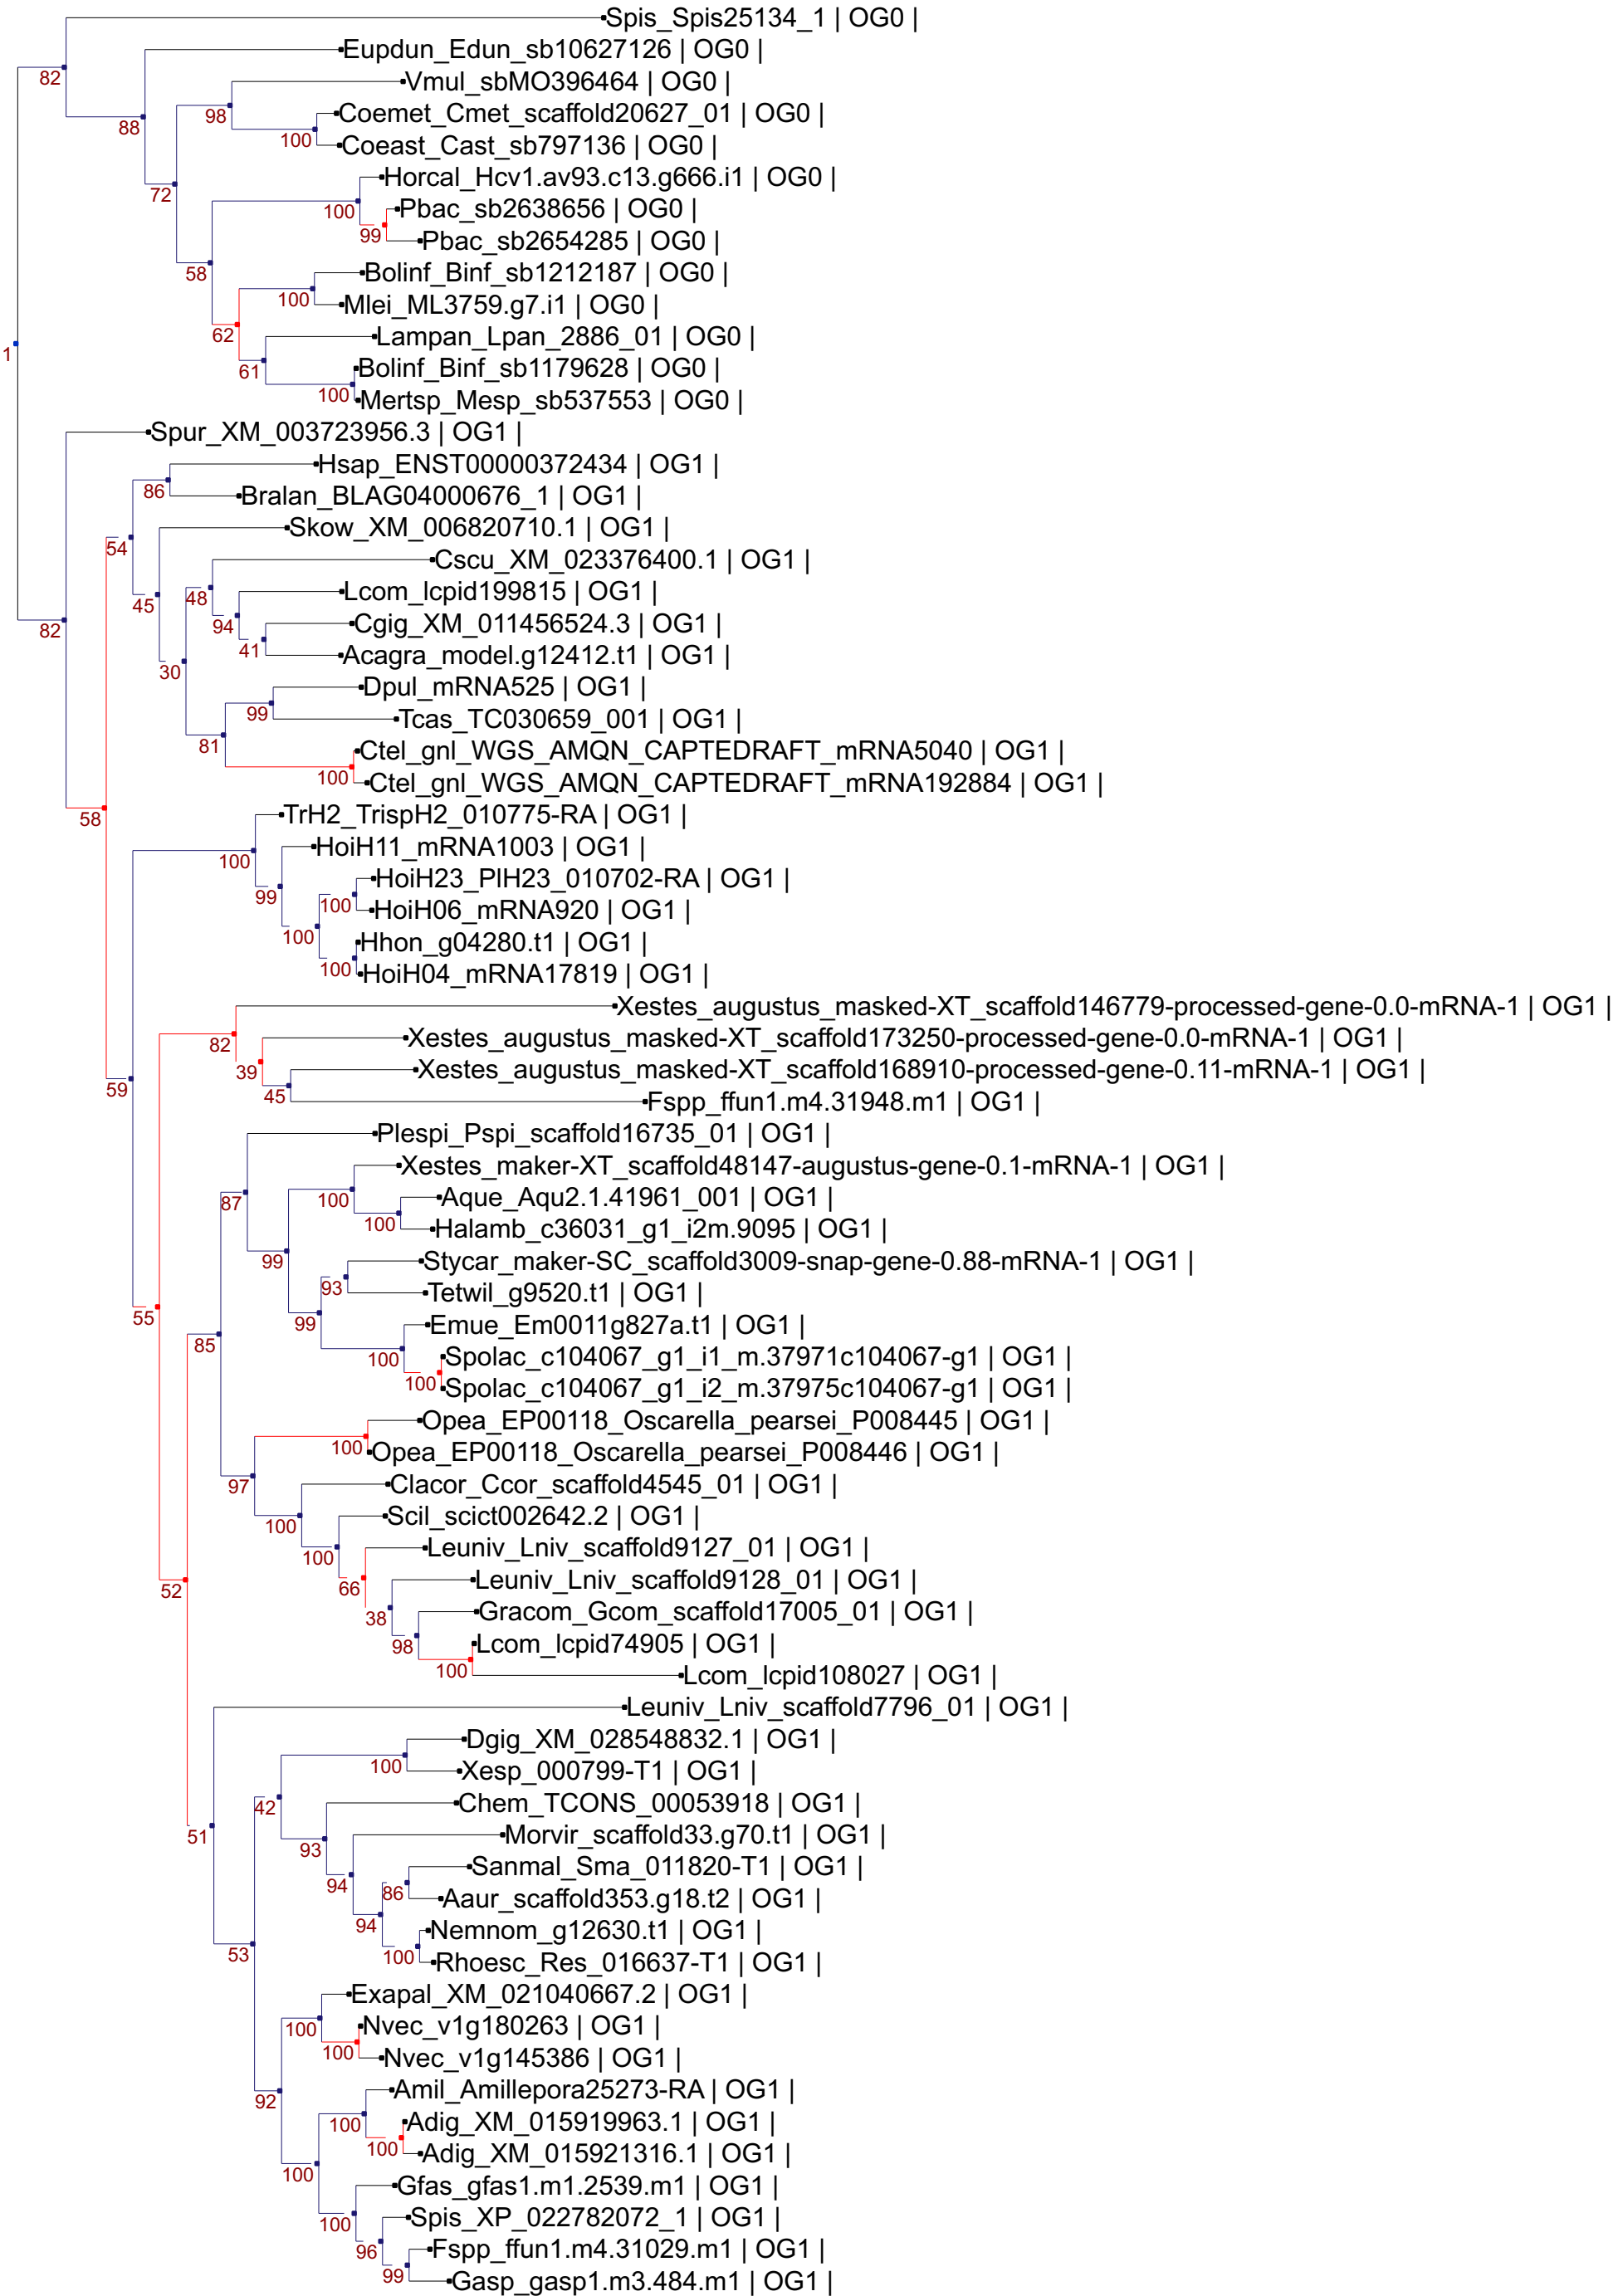 Spis_Spis25134_1 | OG0 |
Eupdun_Edun_sb10627126 | OG0 |
82
Vmul_sbMO396464 | OG0 |
98
Coemet_Cmet_scaffold20627_01 | OG0 |
88
100
Coeast_Cast_sb797136 | OG0 |
Horcal_Hcv1.av93.c13.g666.i1 | OG0 |
72
100
Pbac_sb2638656 | OG0 |
99
Pbac_sb2654285 | OG0 |
58
Bolinf_Binf_sb1212187 | OG0 |
100
Mlei_ML3759.g7.i1 | OG0 |
62
Lampan_Lpan_2886_01 | OG0 |
1
61
Bolinf_Binf_sb1179628 | OG0 |
100
Mertsp_Mesp_sb537553 | OG0 |
Spur_XM_003723956.3 | OG1 |
Hsap_ENST00000372434 | OG1 |
86
Bralan_BLAG04000676_1 | OG1 |
Skow_XM_006820710.1 | OG1 |
54
Cscu_XM_023376400.1 | OG1 |
48
Lcom_lcpid199815 | OG1 |
45
94
Cgig_XM_011456524.3 | OG1 |
82
41
Acagra_model.g12412.t1 | OG1 |
30
Dpul_mRNA525 | OG1 |
99
Tcas_TC030659_001 | OG1 |
81
Ctel_gnl_WGS_AMQN_CAPTEDRAFT_mRNA5040 | OG1 |
100
Ctel_gnl_WGS_AMQN_CAPTEDRAFT_mRNA192884 | OG1 |
58
TrH2_TrispH2_010775-RA | OG1 |
HoiH11_mRNA1003 | OG1 |
100
HoiH23_PlH23_010702-RA | OG1 |
99
100
HoiH06_mRNA920 | OG1 |
100
Hhon_g04280.t1 | OG1 |
100
HoiH04_mRNA17819 | OG1 |
Xestes_augustus_masked-XT_scaffold146779-processed-gene-0.0-mRNA-1 | OG1 |
82
Xestes_augustus_masked-XT_scaffold173250-processed-gene-0.0-mRNA-1 | OG1 |
39
Xestes_augustus_masked-XT_scaffold168910-processed-gene-0.11-mRNA-1 | OG1 |
59
45
Fspp_ffun1.m4.31948.m1 | OG1 |
Plespi_Pspi_scaffold16735_01 | OG1 |
Xestes_maker-XT_scaffold48147-augustus-gene-0.1-mRNA-1 | OG1 |
87
100
Aque_Aqu2.1.41961_001 | OG1 |
100
Halamb_c36031_g1_i2m.9095 | OG1 |
99
Stycar_maker-SC_scaffold3009-snap-gene-0.88-mRNA-1 | OG1 |
93
Tetwil_g9520.t1 | OG1 |
55
99
Emue_Em0011g827a.t1 | OG1 |
85
100
Spolac_c104067_g1_i1_m.37971c104067-g1 | OG1 |
100
Spolac_c104067_g1_i2_m.37975c104067-g1 | OG1 |
Opea_EP00118_Oscarella_pearsei_P008445 | OG1 |
100
Opea_EP00118_Oscarella_pearsei_P008446 | OG1 |
97
Clacor_Ccor_scaffold4545_01 | OG1 |
100
Scil_scict002642.2 | OG1 |
100
Leuniv_Lniv_scaffold9127_01 | OG1 |
52
66
Leuniv_Lniv_scaffold9128_01 | OG1 |
38
Gracom_Gcom_scaffold17005_01 | OG1 |
98
Lcom_lcpid74905 | OG1 |
100
Lcom_lcpid108027 | OG1 |
Leuniv_Lniv_scaffold7796_01 | OG1 |
Dgig_XM_028548832.1 | OG1 |
100
Xesp_000799-T1 | OG1 |
42
Chem_TCONS_00053918 | OG1 |
51
93
Morvir_scaffold33.g70.t1 | OG1 |
94
Sanmal_Sma_011820-T1 | OG1 |
86
Aaur_scaffold353.g18.t2 | OG1 |
94
Nemnom_g12630.t1 | OG1 |
53
100
Rhoesc_Res_016637-T1 | OG1 |
Exapal_XM_021040667.2 | OG1 |
100
Nvec_v1g180263 | OG1 |
100
Nvec_v1g145386 | OG1 |
92
Amil_Amillepora25273-RA | OG1 |
100
Adig_XM_015919963.1 | OG1 |
100
Adig_XM_015921316.1 | OG1 |
100
Gfas_gfas1.m1.2539.m1 | OG1 |
100
Spis_XP_022782072_1 | OG1 |
96
Fspp_ffun1.m4.31029.m1 | OG1 |
99
Gasp_gasp1.m3.484.m1 | OG1 |